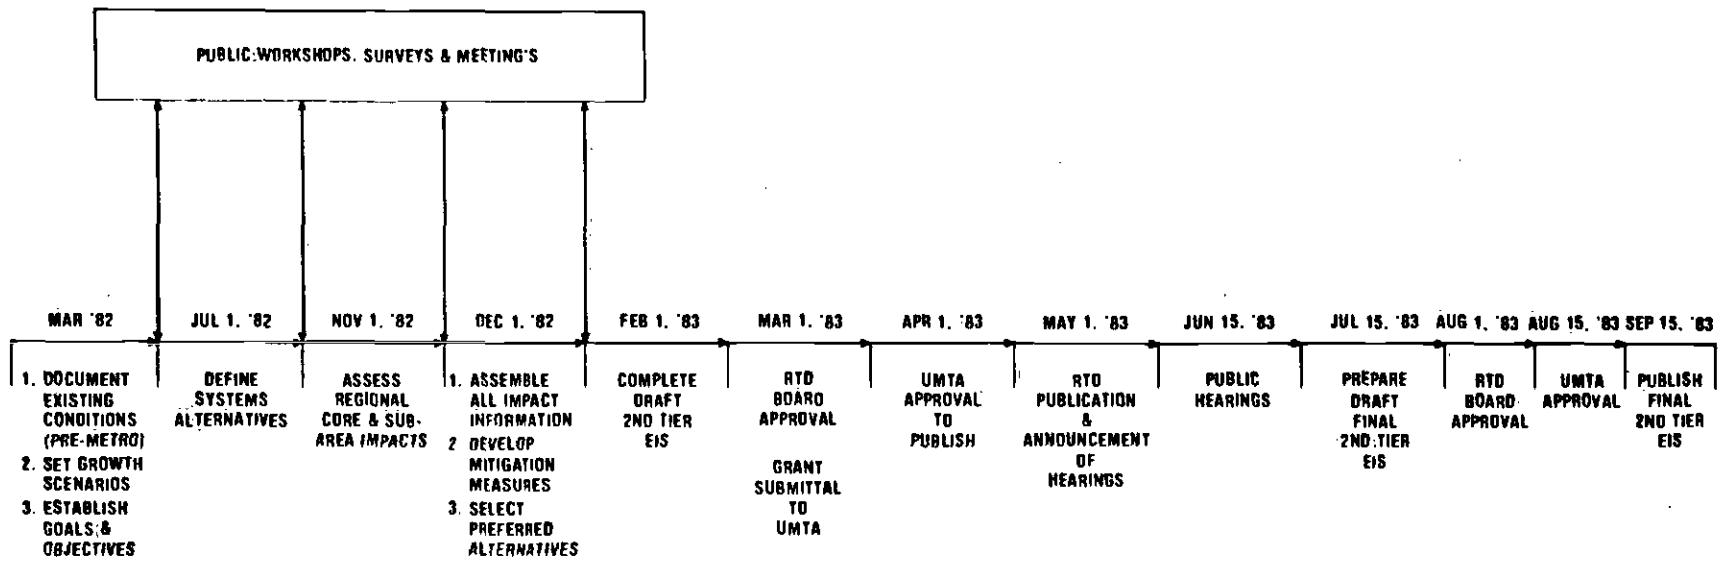 PUBLIC WORKSHOPS, SURVEYS & MEETING'S
MAR '82
JUL 1, '82
NOV 1, '82
DEC 1, '82
FEB 1, '83
MAR 1, '83
APR 1, '83
MAY 1, '83
JUN 15, '83
JUL 15, '83
AUG 1, '83
AUG 15, '83
SEP 15, '83
1. DOCUMENT
EXISTING
CONDITIONS
(PRE-METRO)
2. SET GROWTH
SCENARIOS
3. ESTABLISH
GOALS &
OBJECTIVES
DEFINE
SYSTEMS
ALTERNATIVES
ASSESS
REGIONAL
CORE & SUB-
AREA IMPACTS
1. ASSEMBLE
ALL IMPACT
INFORMATION
2 DEVELOP
MITIGATION
MEASURES
3. SELECT
PREFERRED
ALTERNATIVES
COMPLETE
DRAFT
2ND TIER
EIS
RTD
BOARD
APPROVAL
GRANT
SUBMITTAL
TO
UMTA
UMTA
APPROVAL
TO
PUBLISH
RTD
PUBLICATION
&
ANNOUNCEMENT
OF
HEARINGS
PUBLIC
HEARINGS
PREPARE
DRAFT
FINAL
2ND TIER
EIS
RTD
BOARD
APPROVAL
UMTA
APPROVAL
PUBLISH
FINAL
2ND TIER
EIS